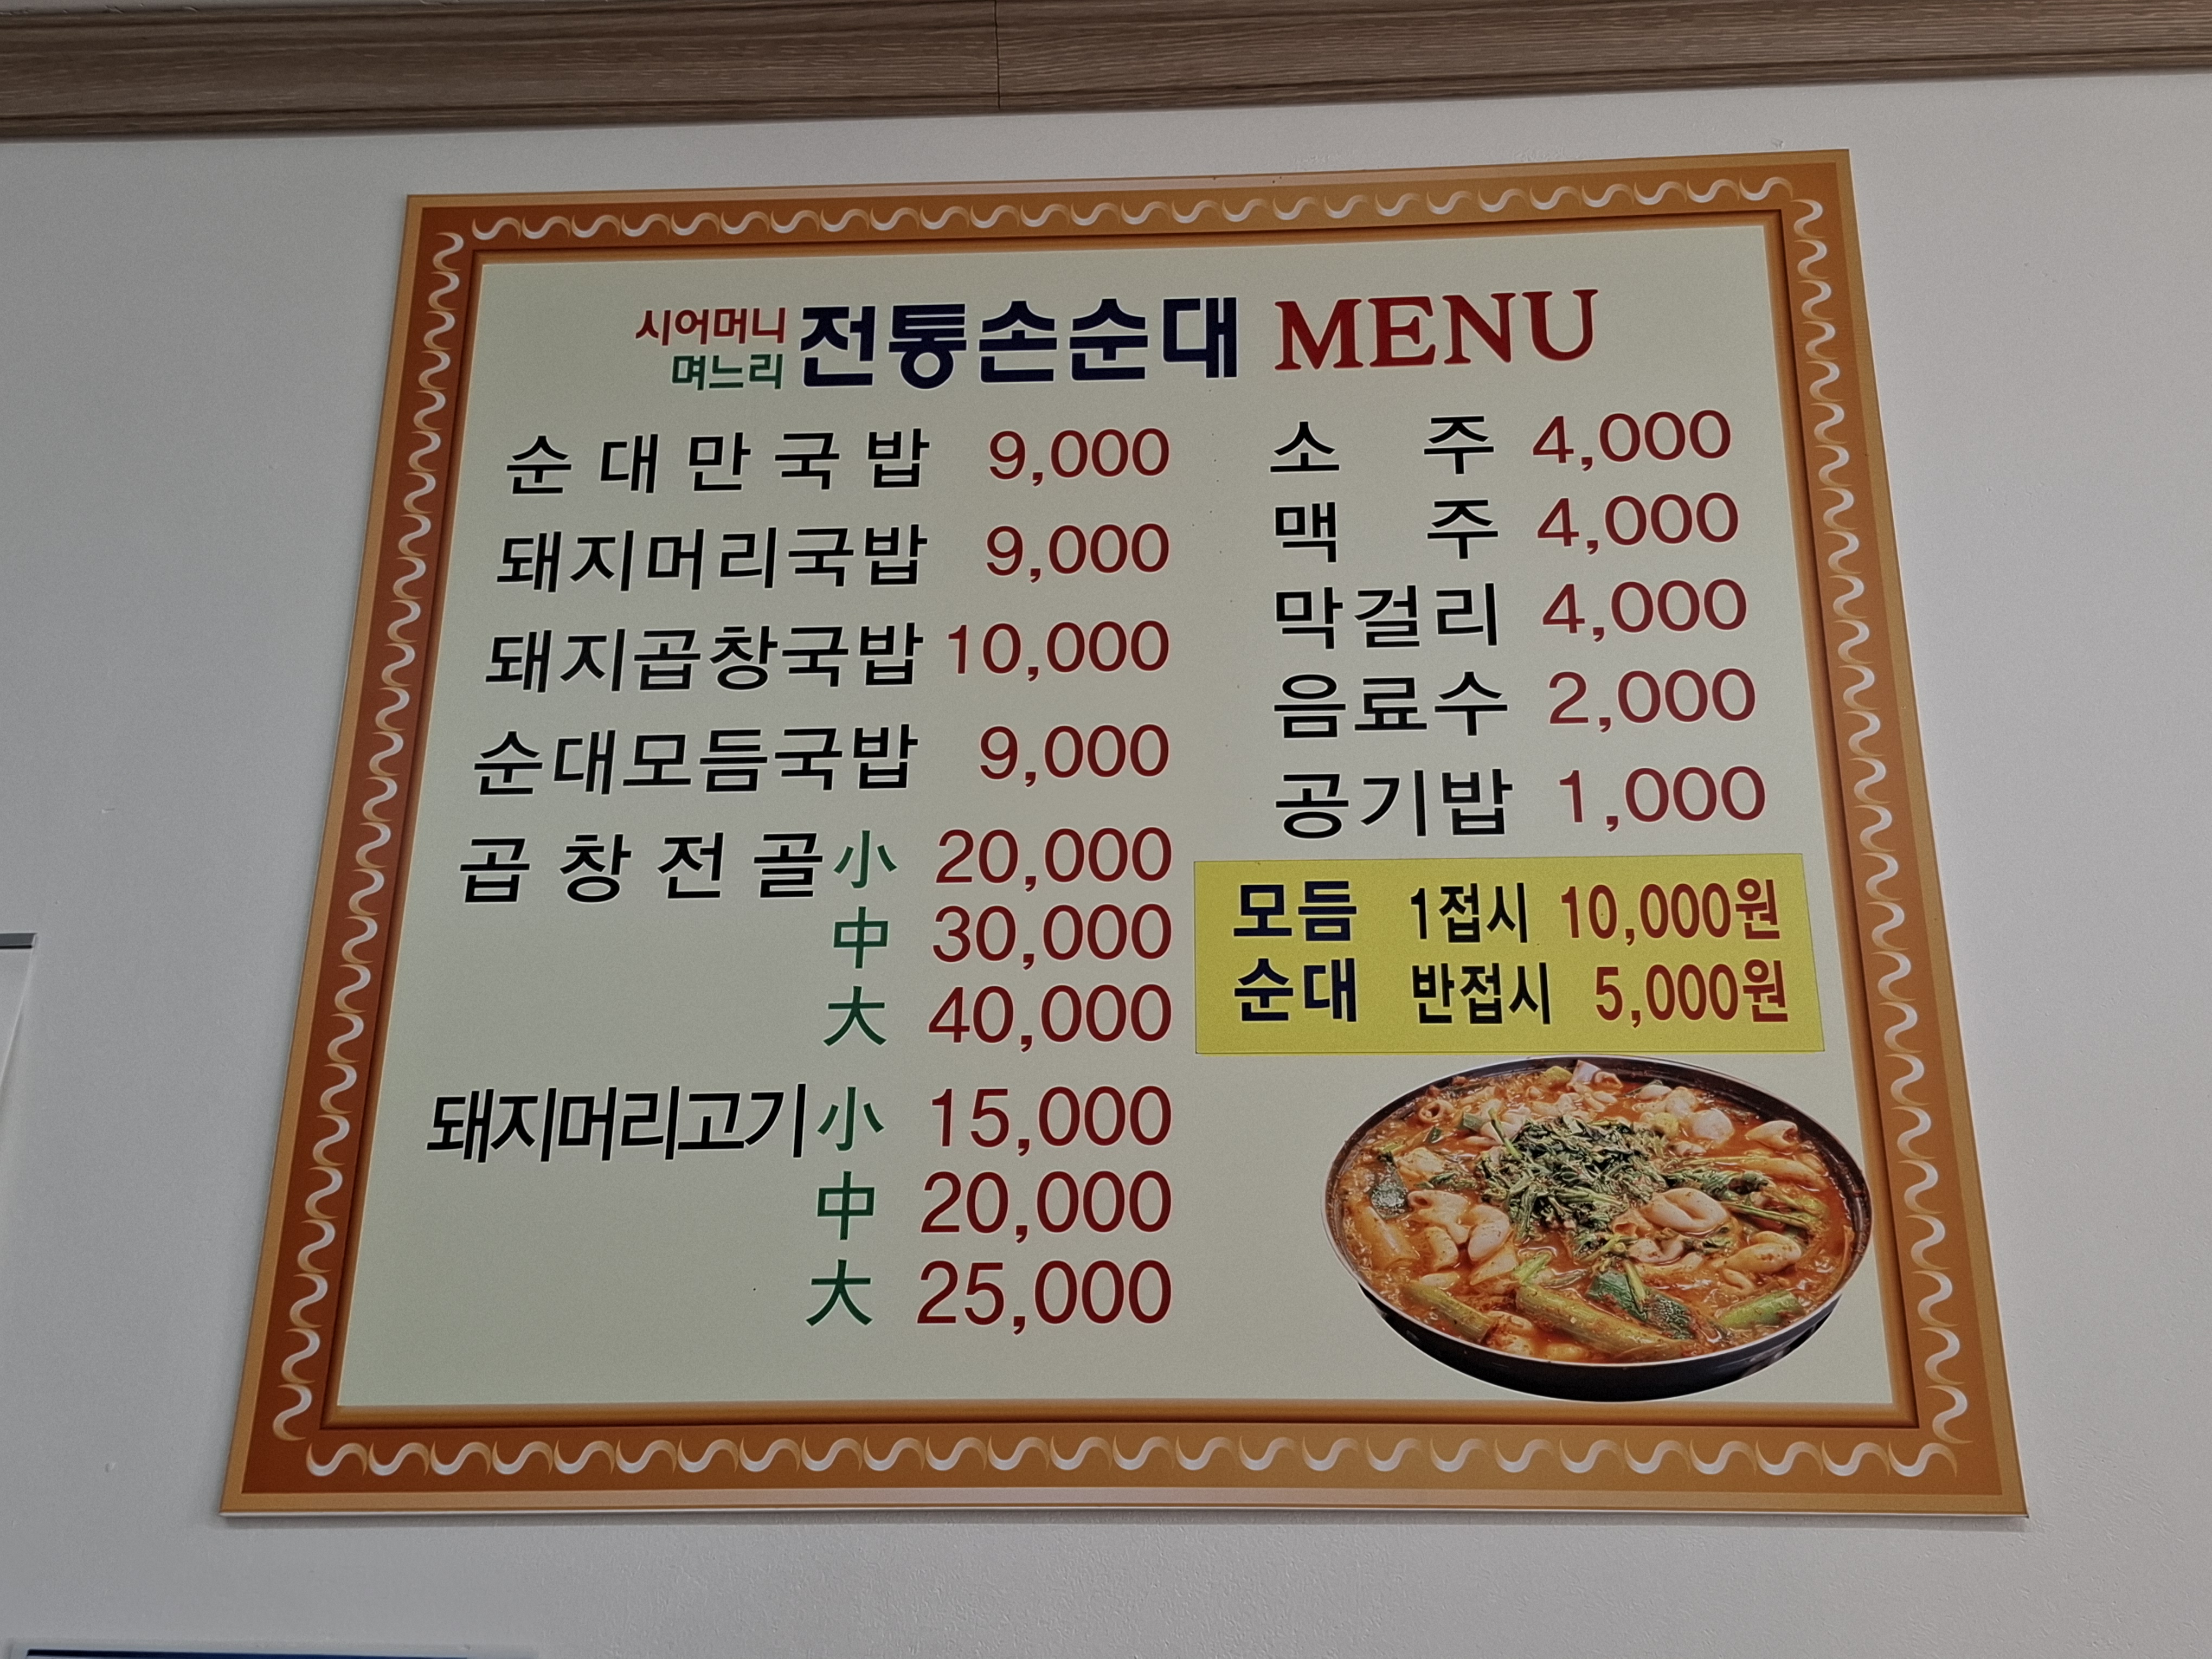 시어머니
며느리
전통손순대 MENU
순대만국밥 9,000
돼지머리국밥 9,000
돼지곱창국밥 10,000
순대모듬국밥 9,000
곱창전골 小 20,000
中 30,000
大 40,000
돼지머리고기 小 15,000
中 20,000
大 25,000
소 주 4,000
맥 주 4,000
막걸리 4,000
음료수 2,000
공기밥 1,000
모듬 1접시 10,000원
순대 반접시 5,000원